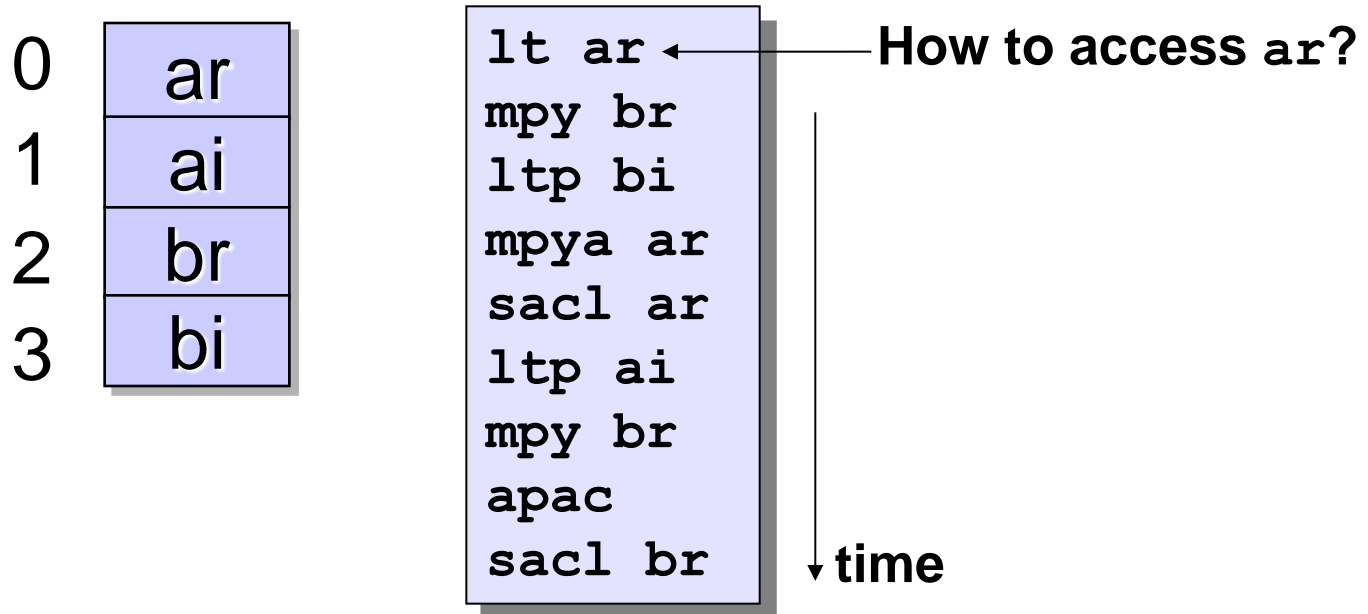 0 ar
1 ai
2 br
3 bi
lt ar
mpy br
ltp bi
mpya ar
sacl ar
ltp ai
mpy br
apac
sacl br
How to access ar?
time